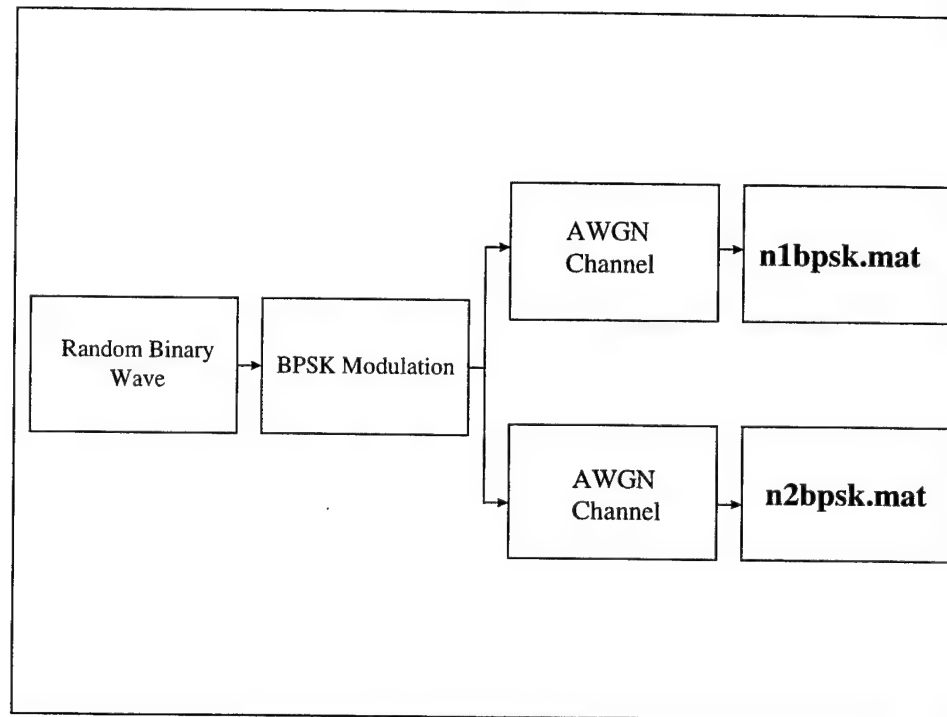 AWGN
Channel
n1bpsk.mat
Random Binary
Wave
BPSK Modulation
AWGN
Channel
n2bpsk.mat